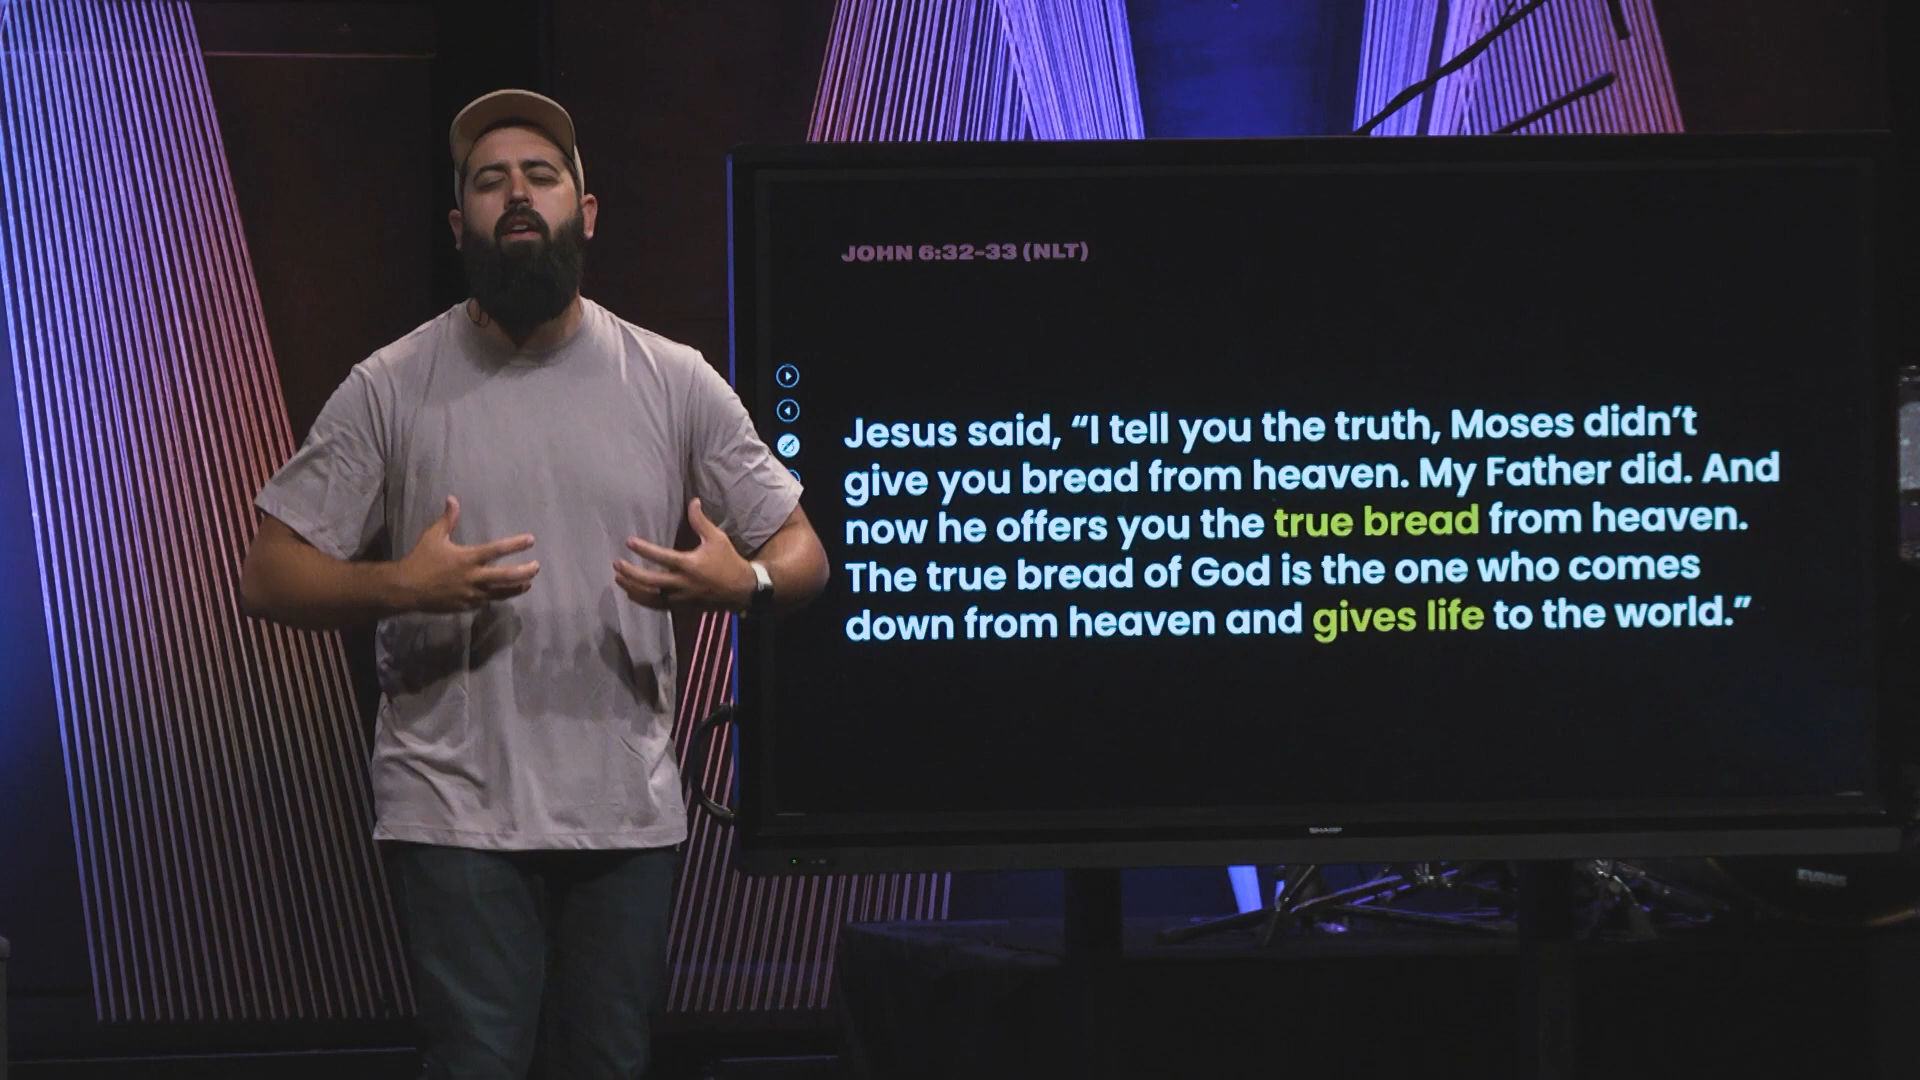 JOHN 6:32-33 (NLT)
Jesus said, “I tell you the truth, Moses didn’t
give you bread from heaven. My Father did. And
now he offers you the true bread from heaven.
The true bread of God is the one who comes
down from heaven and gives life to the world.”
SHARP
EVANS